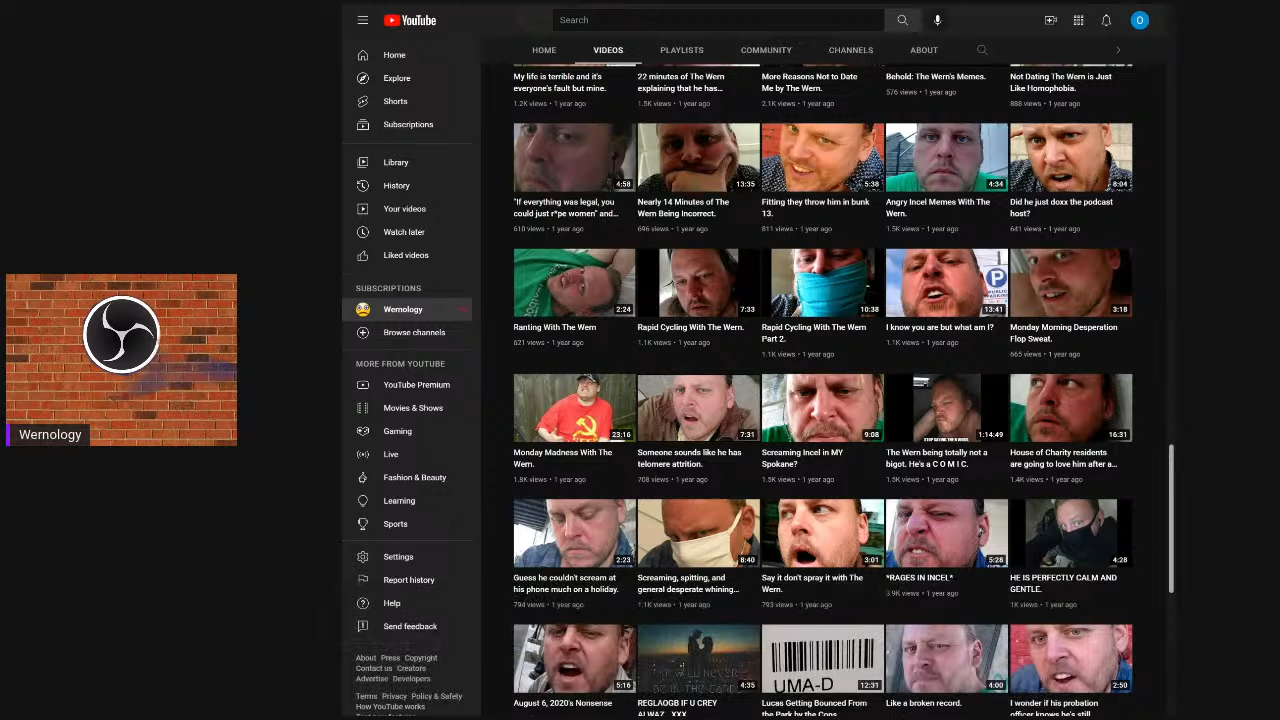 YouTube
Search
O
HOME
VIDEOS
PLAYLISTS
COMMUNITY
CHANNELS
ABOUT
Home
Explore
Shorts
Subscriptions
Library
History
Your videos
Watch later
Liked videos
SUBSCRIPTIONS
Wernology
Browse channels
MORE FROM YOUTUBE
YouTube Premium
Movies & Shows
Gaming
Live
Fashion & Beauty
Learning
Sports
Settings
Report history
Help
Send feedback
About Press Copyright
Contact us Creators
Advertise Developers
Terms Privacy Policy & Safety
How YouTube works
Wernology
My life is terrible and it's
everyone's fault but mine.
1.2K views • 1 year ago
22 minutes of The Wern
explaining that he has...
1.5K views • 1 year ago
More Reasons Not to Date
Me by The Wern.
2.1K views • 1 year ago
Behold: The Wern's Memes.
576 views • 1 year ago
Not Dating The Wern is Just
Like Homophobia.
888 views • 1 year ago
4:58
"If everything was legal, you
could just r*pe women" and...
610 views • 1 year ago
13:35
Nearly 14 Minutes of The
Wern Being Incorrect.
696 views • 1 year ago
5:38
Fitting they throw him in bunk
13.
811 views • 1 year ago
4:34
Angry Incel Memes With The
Wern.
1.5K views • 1 year ago
8:04
Did he just doxx the podcast
host?
641 views • 1 year ago
2:24
Ranting With The Wern
621 views • 1 year ago
7:33
Rapid Cycling With The Wern.
1.1K views • 1 year ago
10:38
Rapid Cycling With The Wern
Part 2.
1.1K views • 1 year ago
P
13:41
I know you are but what am I?
1.1K views • 1 year ago
3:18
Monday Morning Desperation
Flop Sweat.
665 views • 1 year ago
23:16
Monday Madness With The
Wern.
1.8K views • 1 year ago
7:31
Someone sounds like he has
telomere attrition.
708 views • 1 year ago
9:08
Screaming Incel in MY
Spokane?
1.5K views • 1 year ago
1:14:49
The Wern being totally not a
bigot. He's a C O M I C.
1.5K views • 1 year ago
16:31
House of Charity residents
are going to love him after a...
1.4K views • 1 year ago
2:23
Guess he couldn't scream at
his phone much on a holiday.
794 views • 1 year ago
8:40
Screaming, spitting, and
general desperate whining...
1.1K views • 1 year ago
3:01
Say it don't spray it with The
Wern.
793 views • 1 year ago
5:28
*RAGES IN INCEL*
3.9K views • 1 year ago
4:28
HE IS PERFECTLY CALM AND
GENTLE.
1K views • 1 year ago
5:16
August 6, 2020's Nonsense
4:35
REGLAOGB IF U CREY
ALWAZ XXX
UMA-D
12:31
Lucas Getting Bounced From
the Park by the Cops
4:00
Like a broken record.
2:50
I wonder if his probation
officer knows he's still